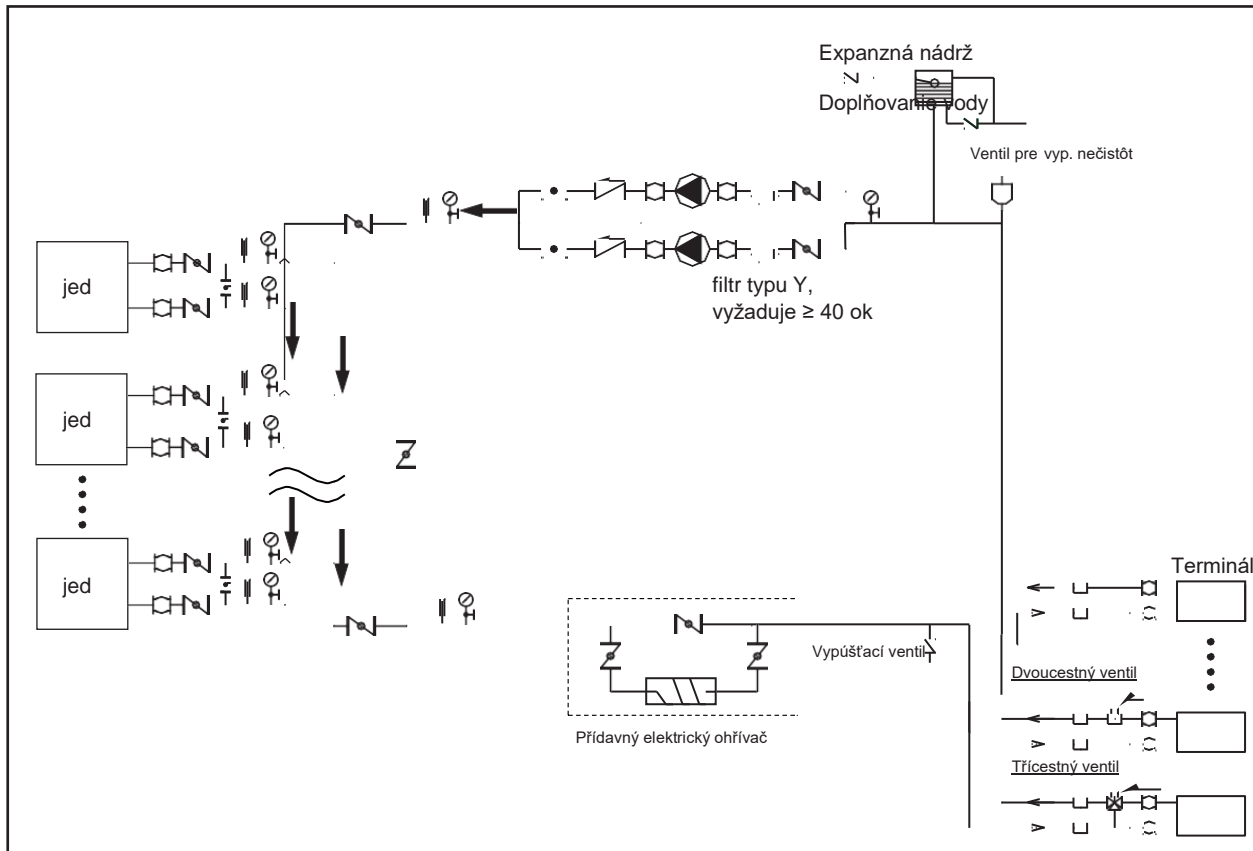 Expanzná nádrž
Doplňovanie vody
Ventil pre vyp. nečistôt
jed
filtr typu Y,
vyžaduje ≥ 40 ok
jed
jed
Terminál
Vypúšťací ventil
Dvoucestný ventil
Přídavný elektrický ohřívač
Třícestný ventil